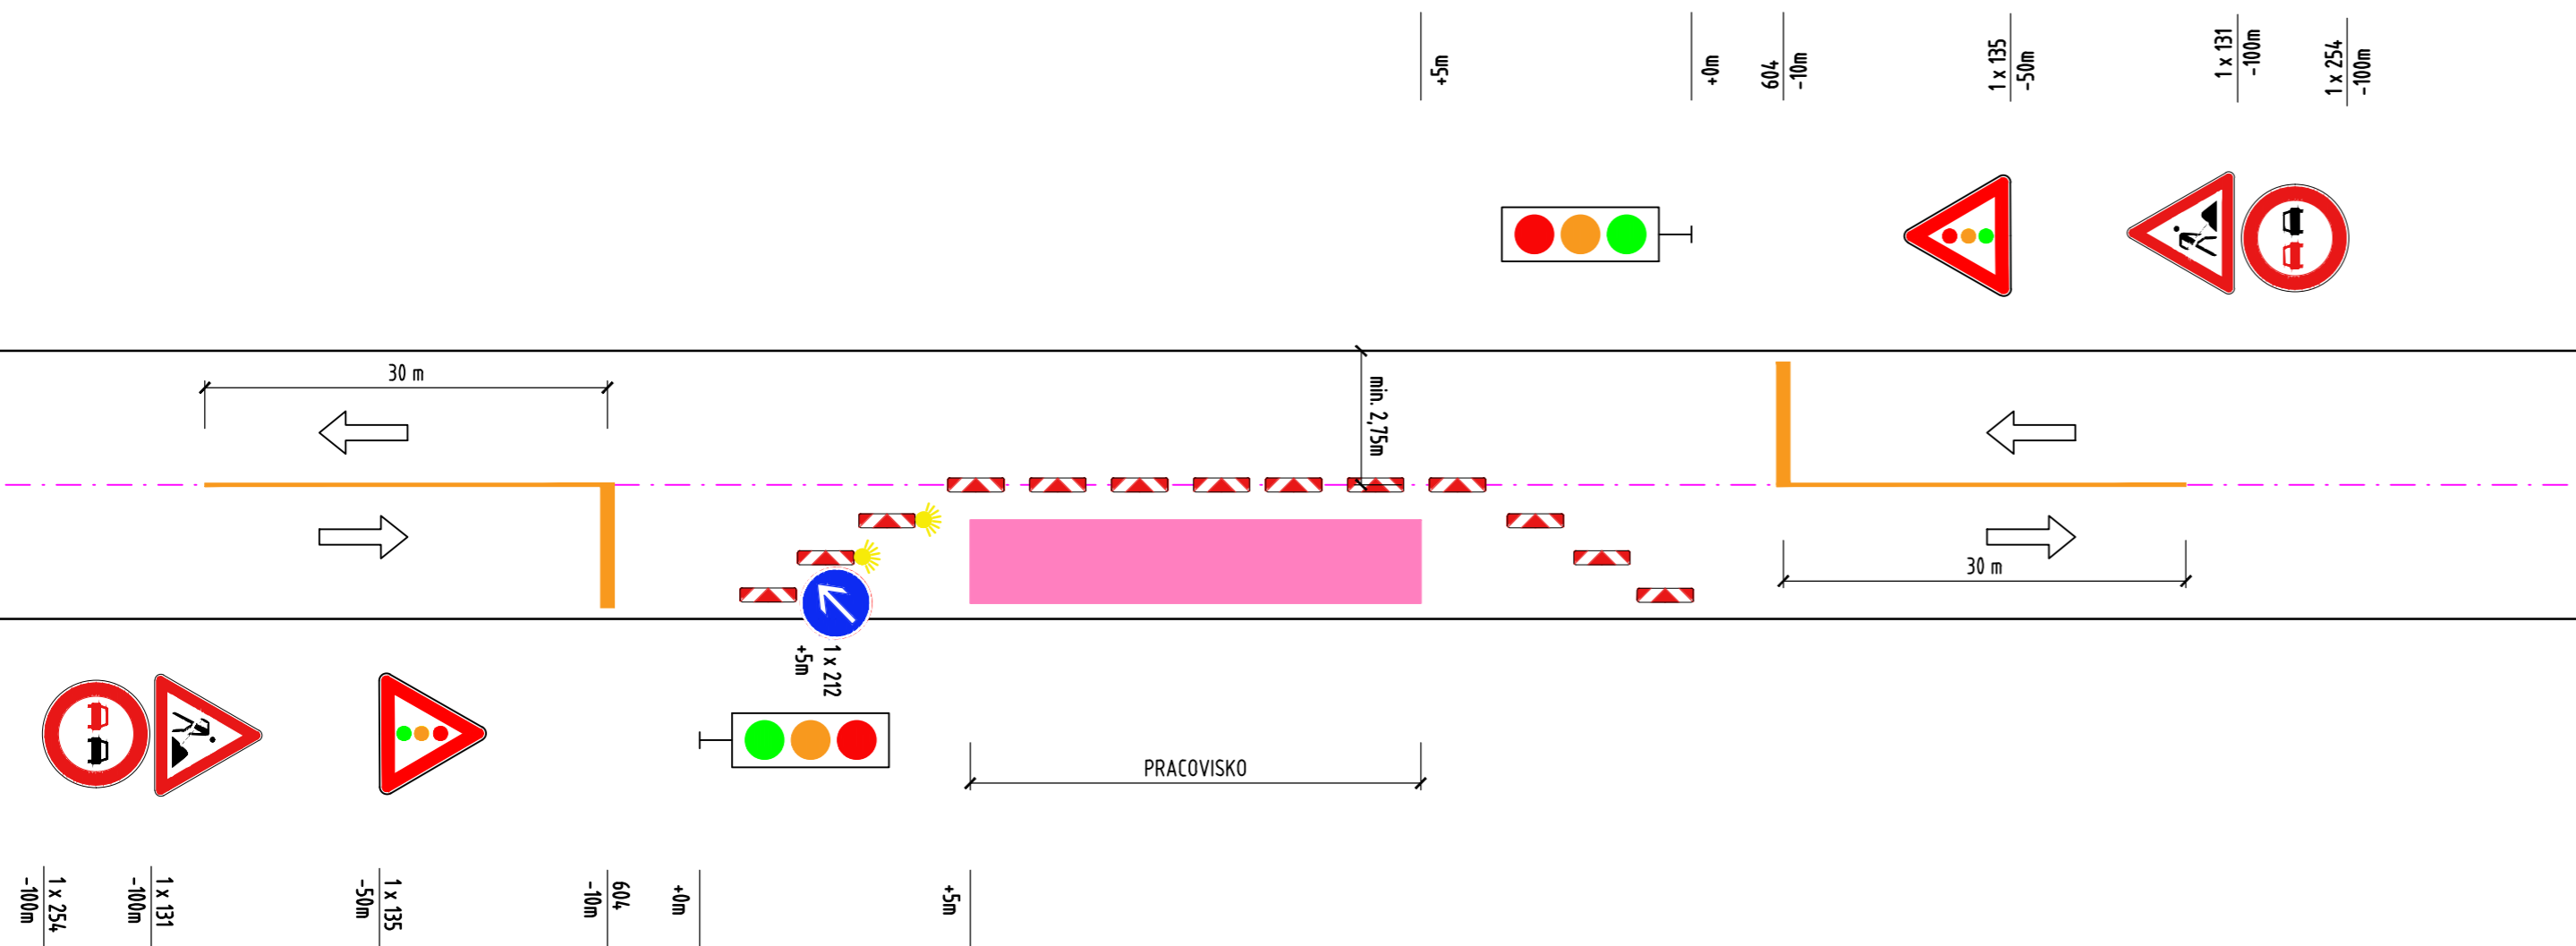 +5m
+0m
604
-10m
1 x 135
-50m
1 x 131
-100m
1 x 254
-100m
30 m
min. 2,75m
30 m
1 x 212
+5m
PRACOVISKO
1 x 254
-100m
1 x 131
-100m
1 x 135
-50m
604
-10m
+0m
+5m